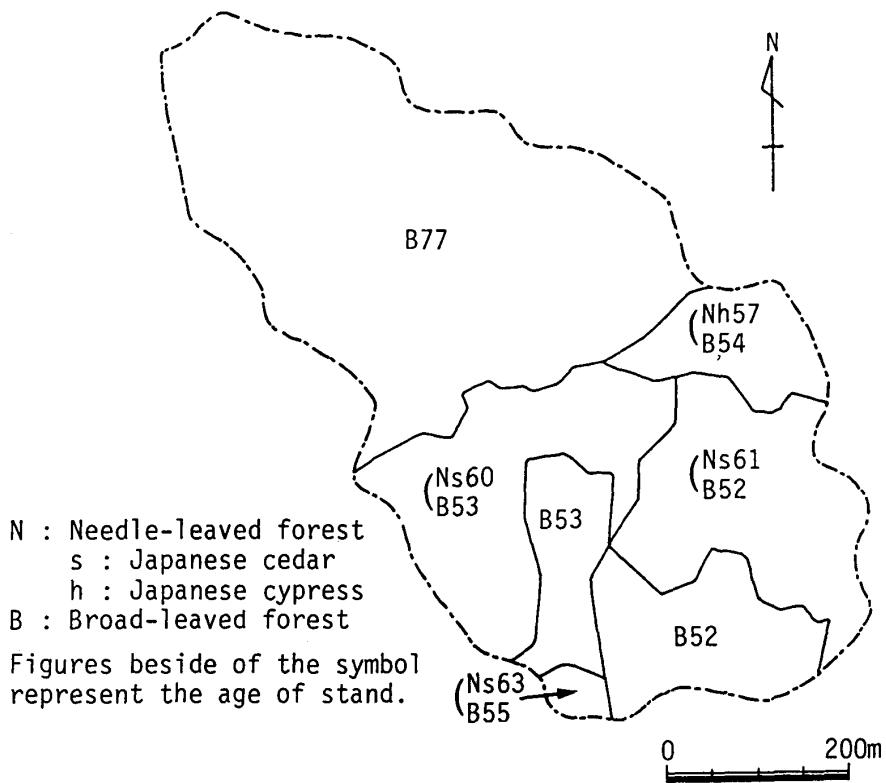 N
B77
(Nh57
B54
(Ns61
B52
(Ns60
B53
B53
B52
(Ns63
B55
N : Needle-leaved forest
s : Japanese cedar
h : Japanese cypress
B : Broad-leaved forest
Figures beside of the symbol
represent the age of stand.
0 200m